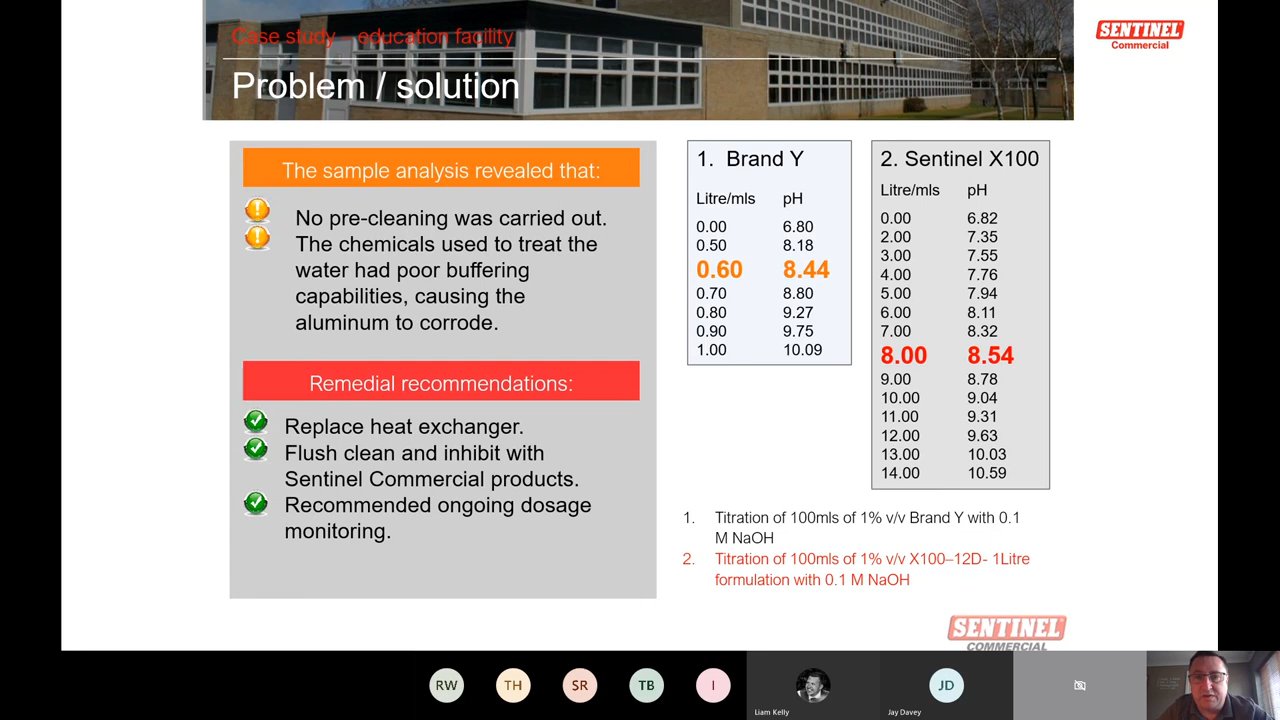 Case study – education facility
Problem / solution
SENTINEL
Commercial
The sample analysis revealed that:
No pre-cleaning was carried out.
The chemicals used to treat the
water had poor buffering
capabilities, causing the
aluminum to corrode.
Remedial recommendations:
Replace heat exchanger.
Flush clean and inhibit with
Sentinel Commercial products.
Recommended ongoing dosage
monitoring.
1. Brand Y
Litre/mls pH
0.00 6.80
0.50 8.18
0.60 8.44
0.70 8.80
0.80 9.27
0.90 9.75
1.00 10.09
2. Sentinel X100
Litre/mls pH
0.00 6.82
2.00 7.35
3.00 7.55
4.00 7.76
5.00 7.94
6.00 8.11
7.00 8.32
8.00 8.54
9.00 8.78
10.00 9.04
11.00 9.31
12.00 9.63
13.00 10.03
14.00 10.59
1. Titration of 100mls of 1% v/v Brand Y with 0.1
M NaOH
2. Titration of 100mls of 1% v/v X100–12D- 1Litre
formulation with 0.1 M NaOH
SENTINEL
COMMERCIAL
RW
TH
SR
TB
I
Liam Kelly
JD
Jay Davey